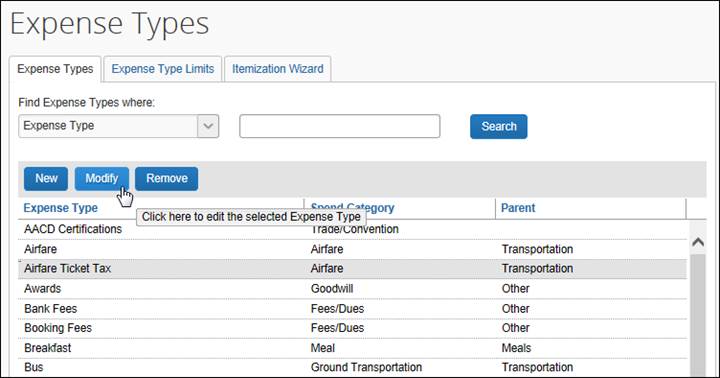 Expense Types
Expense Types Expense Type Limits Itemization Wizard
Find Expense Types where:
Expense Type Search
New Modify Remove
Expense Type Spend Category Parent
Click here to edit the selected Expense Type
AACD Certifications Trade/Convention
Airfare Airfare Transportation
Airfare Ticket Tax Airfare Transportation
Awards Goodwill Other
Bank Fees Fees/Dues Other
Booking Fees Fees/Dues Other
Breakfast Meal Meals
Bus Ground Transportation Transportation